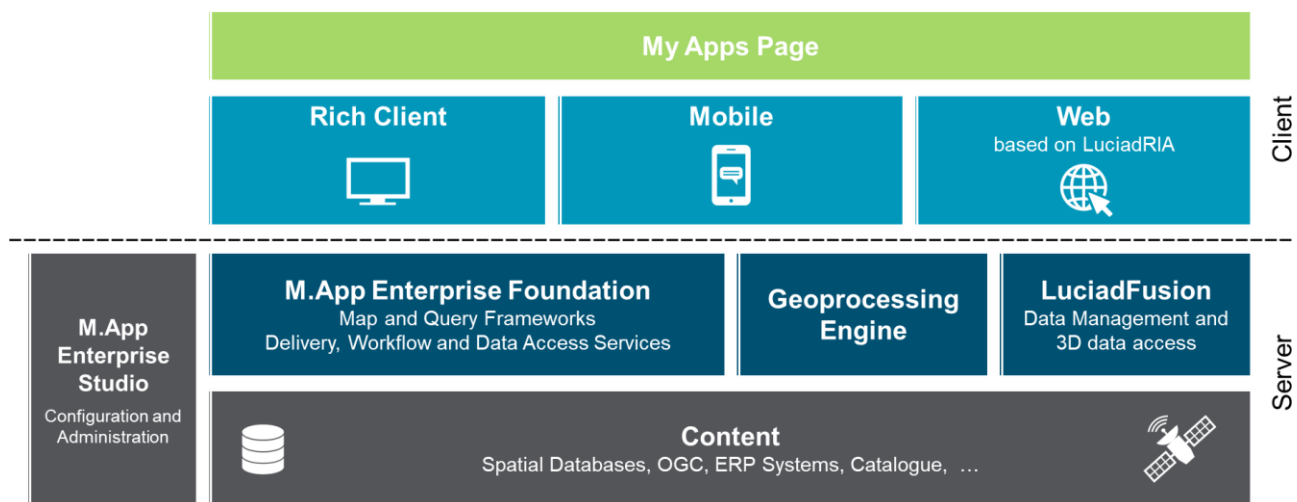 My Apps Page
Rich Client
Mobile
Web
based on LuciadRIA
Client
M.App
Enterprise
Studio
Configuration and
Administration
M.App Enterprise Foundation
Map and Query Frameworks
Delivery, Workflow and Data Access Services
Geoprocessing
Engine
LuciadFusion
Data Management and
3D data access
Server
Content
Spatial Databases, OGC, ERP Systems, Catalogue, ...